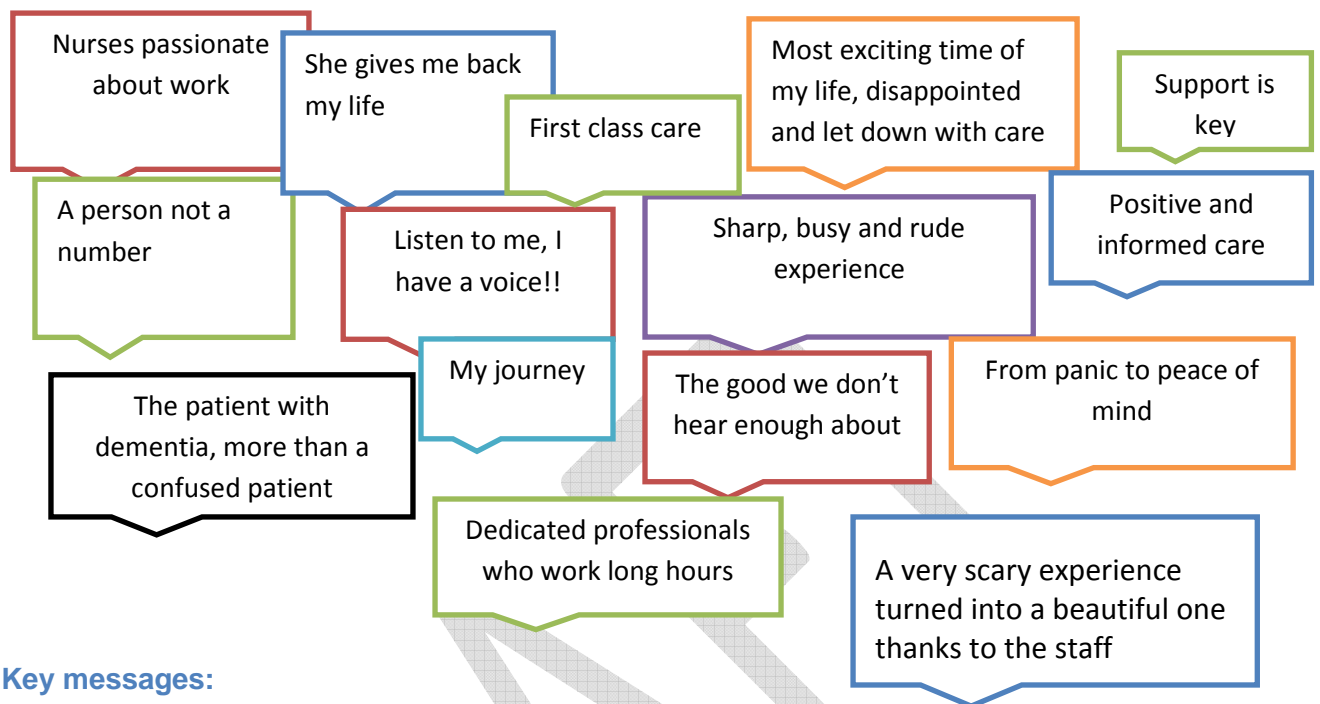 Nurses passionate
about work
She gives me back
my life
First class care
Most exciting time of
my life, disappointed
and let down with care
Support is
key
A person not a
number
Listen to me, I
have a voice!!
Sharp, busy and rude
experience
Positive and
informed care
The patient with
dementia, more than a
confused patient
My journey
The good we don’t
hear enough about
From panic to peace of
mind
Dedicated professionals
who work long hours
A very scary experience
turned into a beautiful one
thanks to the staff
Key messages: